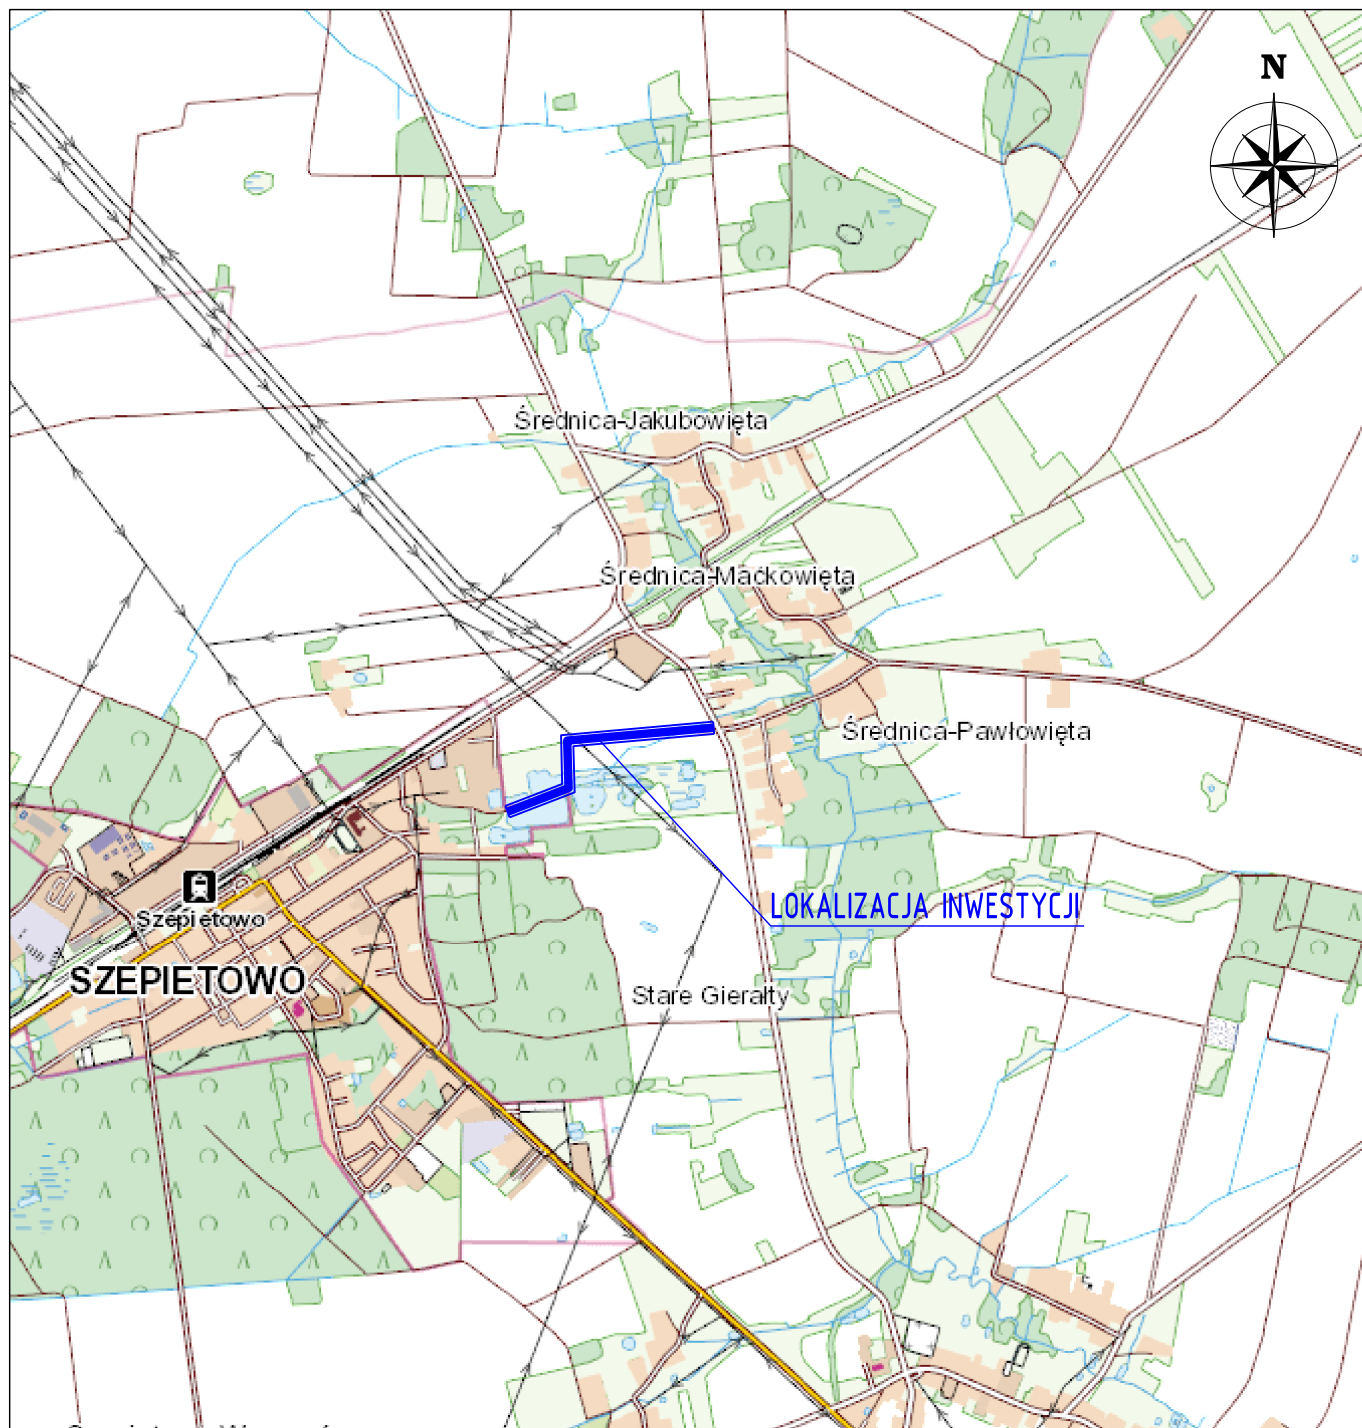 N
Średnica-Jakubowięta
Średnica-Maćkowięta
Średnica-Pawłowięta
LOKALIZACJA INWESTYCJI
Szepietowo
SZEPIETOWO
Stare Gierałty